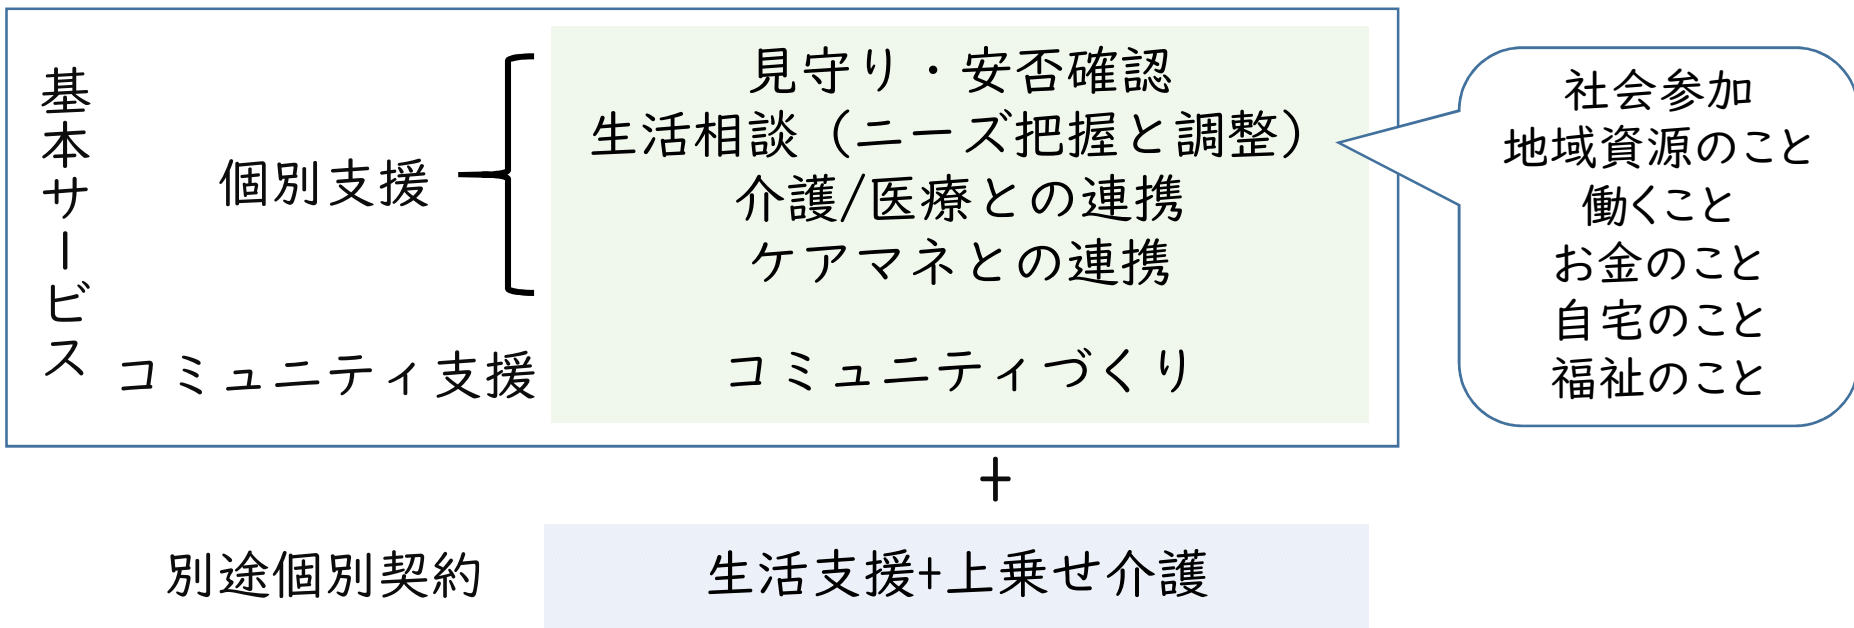 基本サービス
個別支援
見守り・安否確認
生活相談（ニーズ把握と調整）
介護/医療との連携
ケアマネとの連携
コミュニティ支援
コミュニティづくり
社会参加
地域資源のこと
働くこと
お金のこと
自宅のこと
福祉のこと
+
別途個別契約
生活支援+上乗せ介護